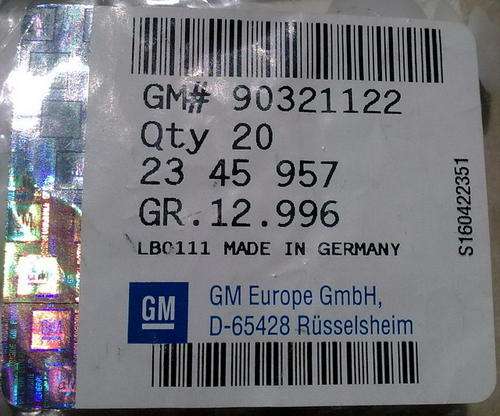 GM# 90321122
Qty 20
23 45 957
GR.12.996
LB0111 MADE IN GERMANY
S160422351
GM
GM Europe GmbH,
D-65428 Rüsselsheim